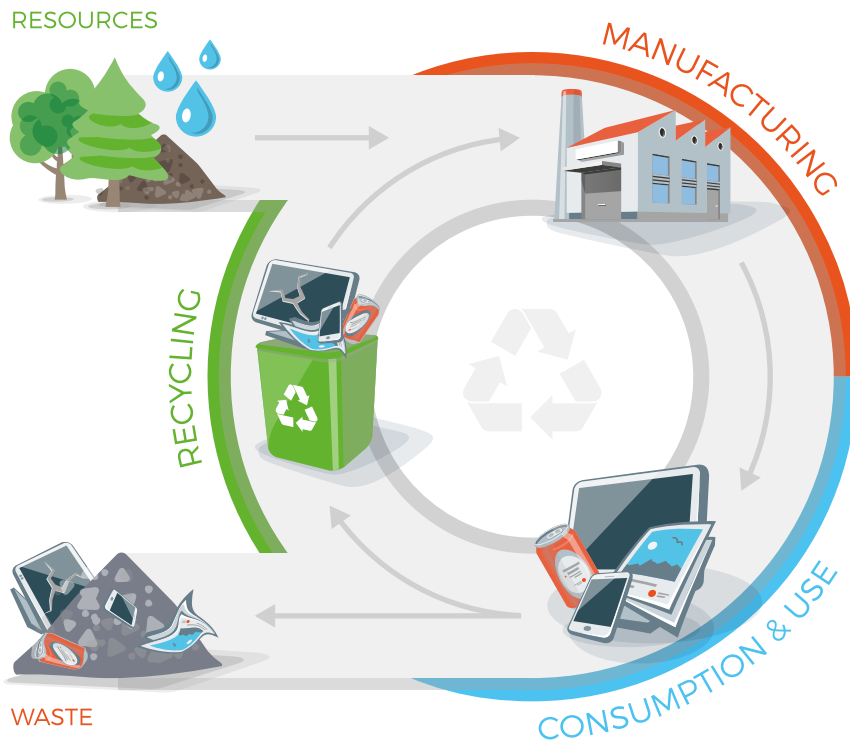 RESOURCES
MANUFACTURING
RECYCLING
CONSUMPTION & USE
WASTE